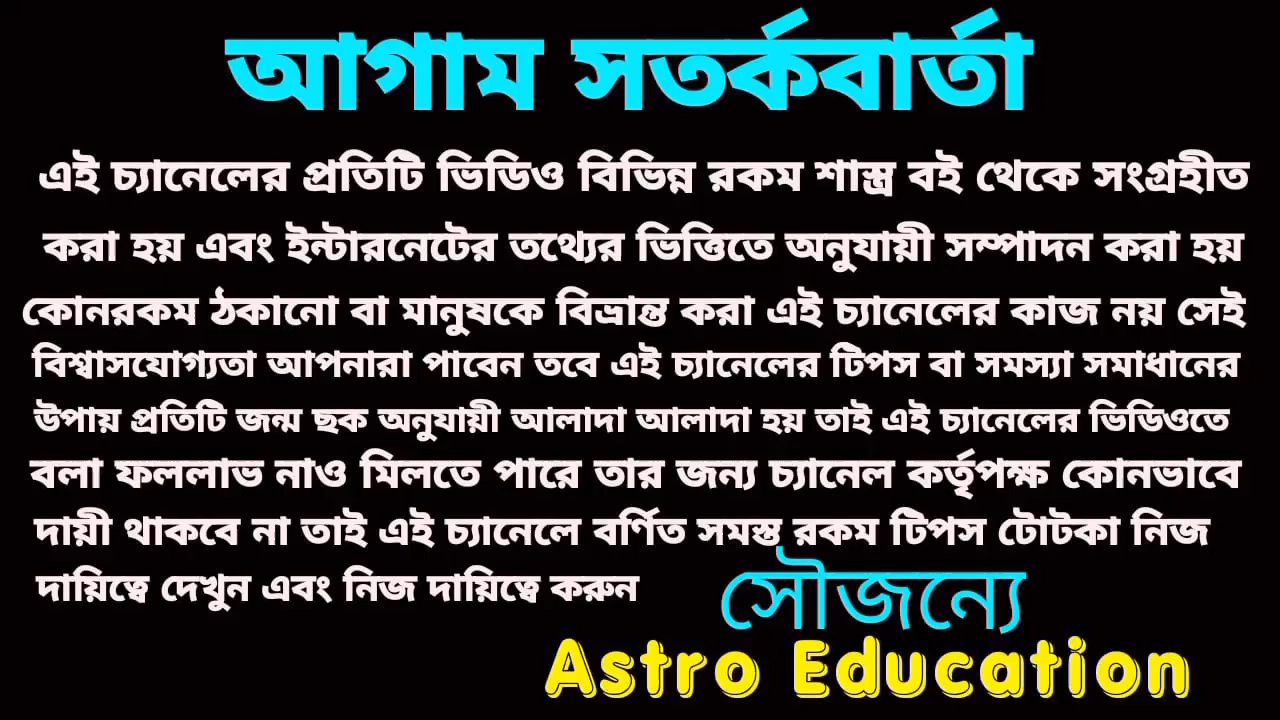 আগাম সতর্কবার্তা
এই চ্যানেলের প্রতিটি ভিডিও বিভিন্ন রকম শাস্ত্র বই থেকে সংগ্রহীত
করা হয় এবং ইন্টারনেটের তথ্যের ভিত্তিতে অনুযায়ী সম্পাদন করা হয়
কোনরকম ঠকানো বা মানুষকে বিভ্রান্ত করা এই চ্যানেলের কাজ নয় সেই
বিশ্বাসযোগ্যতা আপনারা পাবেন তবে এই চ্যানেলের টিপস বা সমস্যা সমাধানের
উপায় প্রতিটি জন্ম ছক অনুযায়ী আলাদা আলাদা হয় তাই এই চ্যানেলের ভিডিওতে
বলা ফললাভ নাও মিলতে পারে তার জন্য চ্যানেল কর্তৃপক্ষ কোনভাবে
দায়ী থাকবে না তাই এই চ্যানেলে বর্ণিত সমস্ত রকম টিপস টোটকা নিজ
দায়িত্বে দেখুন এবং নিজ দায়িত্বে করুন
সৌজন্যে
Astro Education